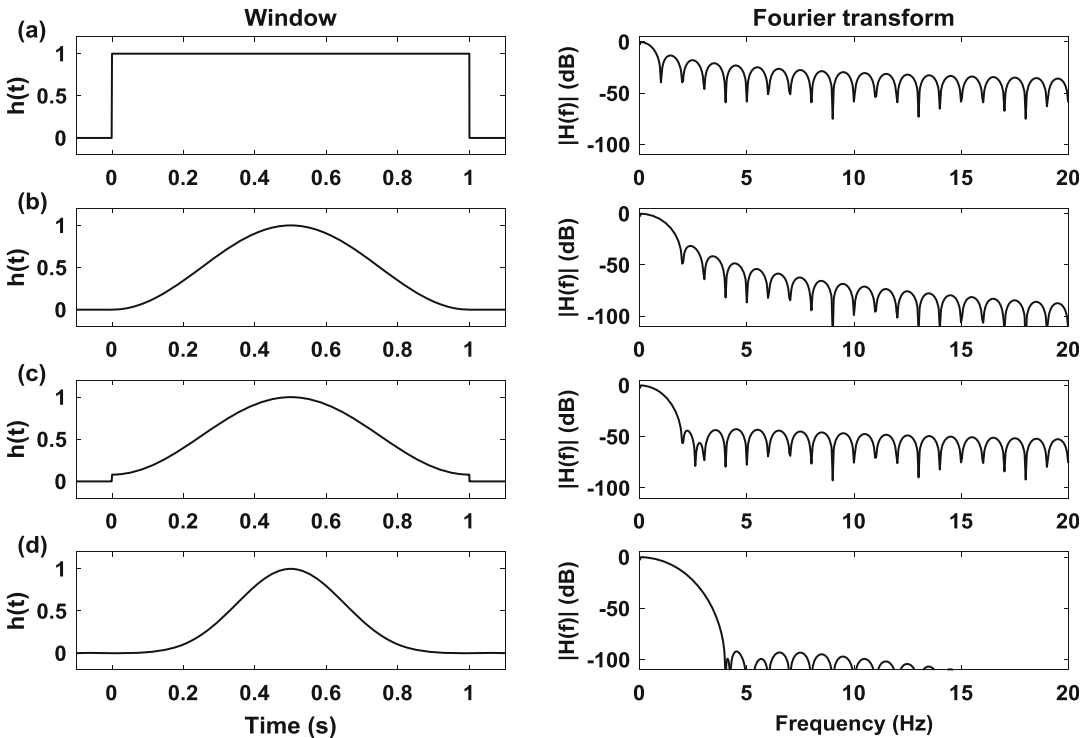 Window
Fourier transform
(a)
h(t)
1
0.5
0
0 0.2 0.4 0.6 0.8 1
|H(f)| (dB)
0
-50
-100
0 5 10 15 20
(b)
h(t)
1
0.5
0
0 0.2 0.4 0.6 0.8 1
|H(f)| (dB)
0
-50
-100
0 5 10 15 20
(c)
h(t)
1
0.5
0
0 0.2 0.4 0.6 0.8 1
|H(f)| (dB)
0
-50
-100
0 5 10 15 20
(d)
h(t)
1
0.5
0
0 0.2 0.4 0.6 0.8 1
Time (s)
|H(f)| (dB)
0
-50
-100
0 5 10 15 20
Frequency (Hz)